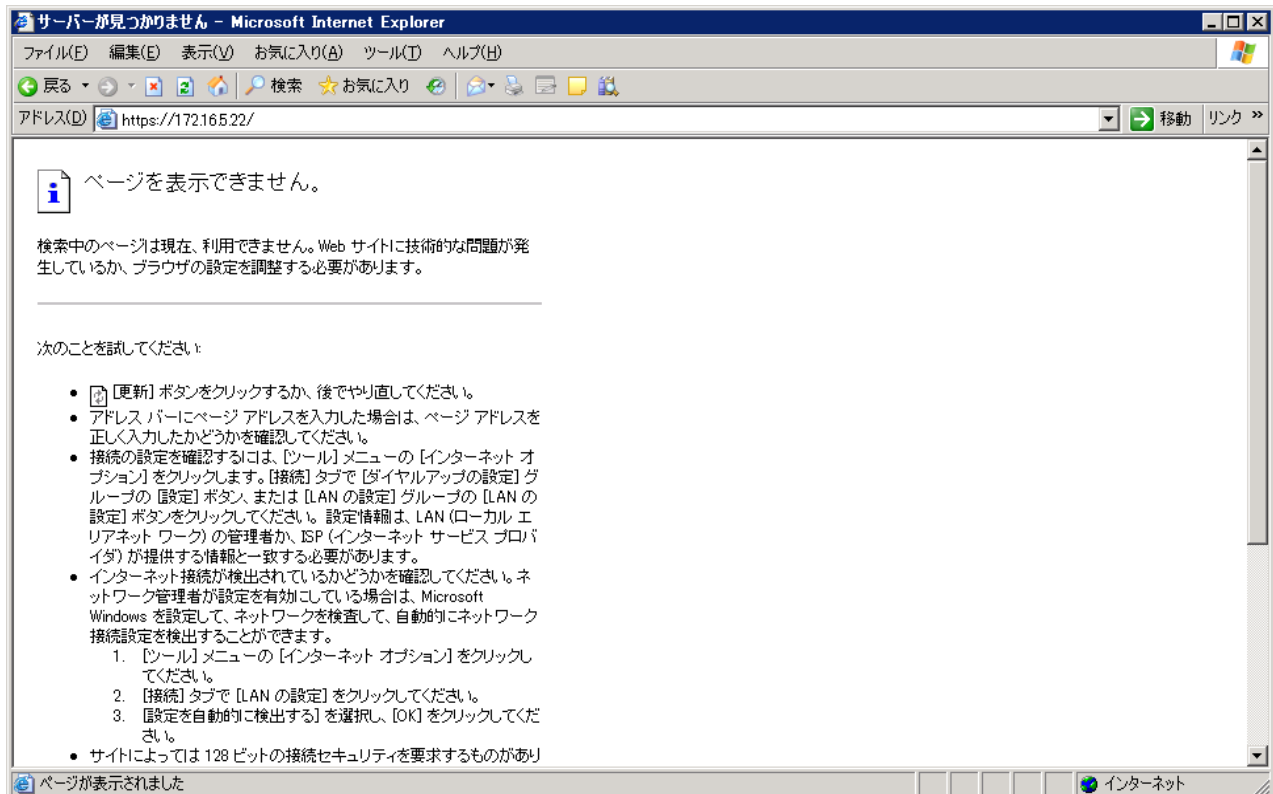 サーバーが見つかりません - Microsoft Internet Explorer
ファイル(F) 編集(E) 表示(V) お気に入り(A) ツール(T) ヘルプ(H)
戻る 検索 お気に入り
アドレス(D) https://172.16.5.22/ 移動 リンク »
ページを表示できません。
検索中のページは現在、利用できません。Web サイトに技術的な問題が発
生しているか、ブラウザの設定を調整する必要があります。
次のことを試してください:
• [更新] ボタンをクリックするか、後でやり直してください。
• アドレス バーにページ アドレスを入力した場合は、ページ アドレスを
正しく入力したかどうかを確認してください。
• 接続の設定を確認するには、[ツール] メニューの [インターネット オ
プション] をクリックします。[接続] タブで [ダイヤルアップの設定] グ
ループの [設定] ボタン、または [LAN の設定] グループの [LAN の
設定] ボタンをクリックしてください。設定情報は、LAN (ローカル エ
リアネット ワーク) の管理者か、ISP (インターネット サービス プロバ
イダ) が提供する情報と一致する必要があります。
• インターネット接続が検出されているかどうかを確認してください。ネ
ットワーク管理者が設定を有効にしている場合は、Microsoft
Windows を設定して、ネットワークを検査して、自動的にネットワーク
接続設定を検出することができます。
1. [ツール] メニューの [インターネット オプション] をクリックし
てください。
2. [接続] タブで [LAN の設定] をクリックしてください。
3. [設定を自動的に検出する] を選択し、[OK] をクリックしてくだ
さい。
• サイトによっては 128 ビットの接続セキュリティを要求するものがあり
ページが表示されました インターネット